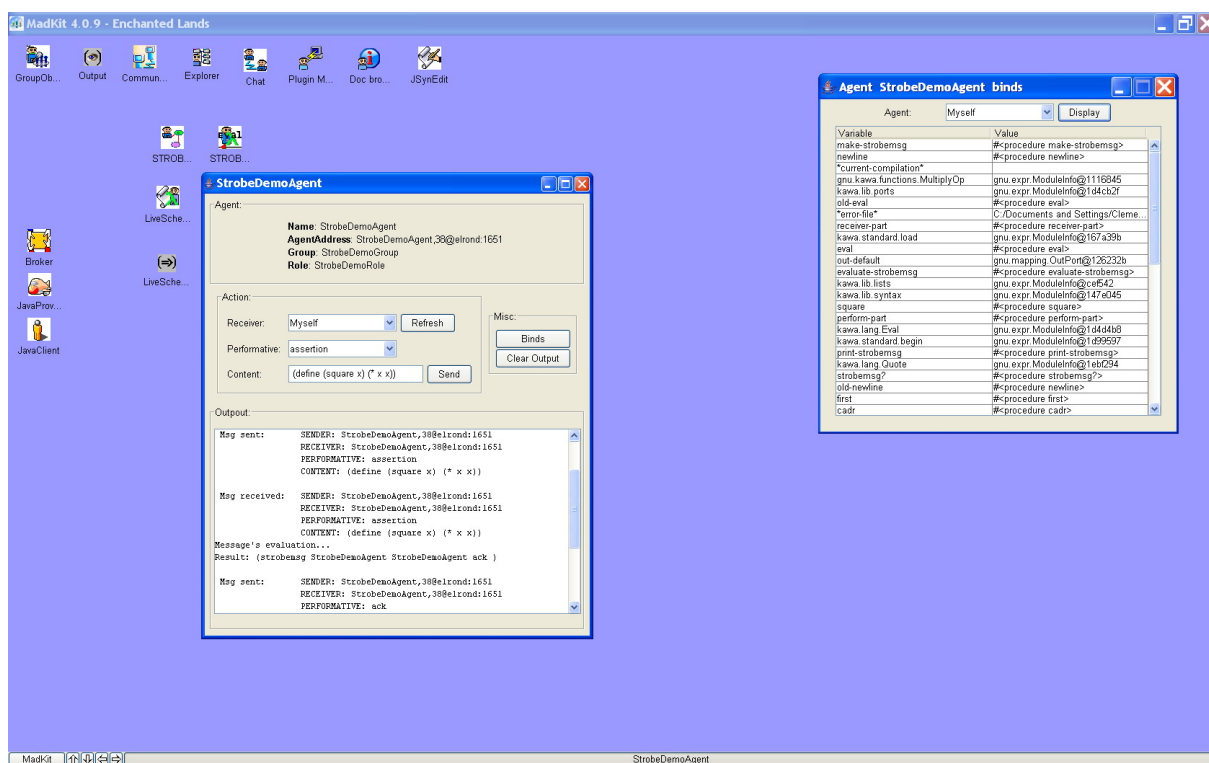 MadKit 4.0.9 - Enchanted Lands
GroupOb...
Output
Commun...
Explorer
Chat
Plugin M...
Doc bro...
JSynEdit
STROB...
STROB...
LiveSche...
LiveSche...
Broker
JavaProv...
JavaClient
StrobeDemoAgent
Agent:
Name: StrobeDemoAgent
AgentAddress: StrobeDemoAgent,38@elrond:1651
Group: StrobeDemoGroup
Role: StrobeDemoRole
Action:
Receiver: Myself Refresh
Performative: assertion
Content: (define (square x) (* x x)) Send
Misc:
Binds
Clear Output
Outpout:
Msg sent: SENDER: StrobeDemoAgent,38@elrond:1651
RECEIVER: StrobeDemoAgent,38@elrond:1651
PERFORMATIVE: assertion
CONTENT: (define (square x) (* x x))
Msg received: SENDER: StrobeDemoAgent,38@elrond:1651
RECEIVER: StrobeDemoAgent,38@elrond:1651
PERFORMATIVE: assertion
CONTENT: (define (square x) (* x x))
Message's evaluation...
Result: (strobemsg StrobeDemoAgent StrobeDemoAgent ack )
Msg sent: SENDER: StrobeDemoAgent,38@elrond:1651
RECEIVER: StrobeDemoAgent,38@elrond:1651
PERFORMATIVE: ack
Agent StrobeDemoAgent binds
Agent: Myself Display
Variable Value
make-strobemsg #<procedure make-strobemsg>
newline #<procedure newline>
*current-compilation*
gnu.kawa.functions.MultiplyOp gnu.expr.ModuleInfo@1116845
kawa.lib.ports gnu.expr.ModuleInfo@1d4cb2f
old-eval #<procedure eval>
*error-file* C:/Documents and Settings/Cleme...
receiver-part #<procedure receiver-part>
kawa.standard.load gnu.expr.ModuleInfo@167a39b
eval #<procedure eval>
out-default gnu.mapping.OutPort@126232b
evaluate-strobemsg #<procedure evaluate-strobemsg>
kawa.lib.lists gnu.expr.ModuleInfo@cef542
kawa.lib.syntax gnu.expr.ModuleInfo@147e045
square #<procedure square>
perform-part #<procedure perform-part>
kawa.lang.Eval gnu.expr.ModuleInfo@1d4d4b8
kawa.standard.begin gnu.expr.ModuleInfo@1d99597
print-strobemsg #<procedure print-strobemsg>
kawa.lang.Quote gnu.expr.ModuleInfo@1ebf294
strobemsg? #<procedure strobemsg?>
old-newline #<procedure newline>
first #<procedure first>
cadr #<procedure cadr>
MadKit
StrobeDemoAgent